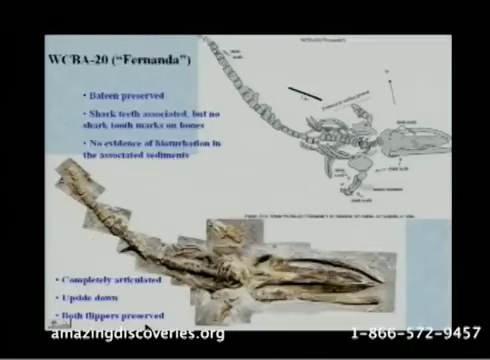 WCBA-20 ("Fernanda")
• Baleen preserved
• Shark teeth associated, but no
shark tooth marks on bones
• No evidence of bioturbation in
the associated sediments
• Completely articulated
• Upside down
• Both flippers preserved
amazingdiscoveries.org
1-866-572-9457